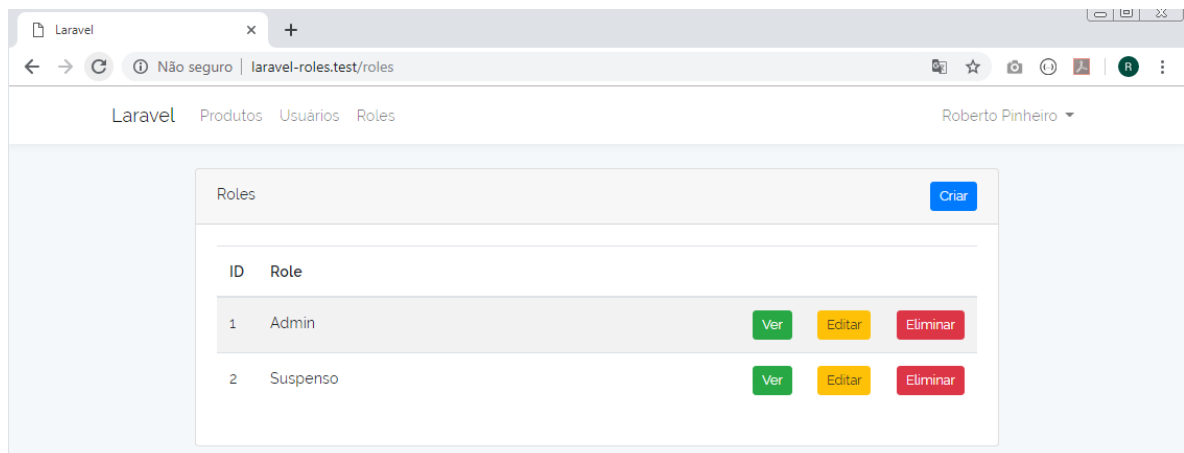 Laravel
Não seguro | laravel-roles.test/roles
R
Laravel Produtos Usuários Roles Roberto Pinheiro
Roles Criar
ID Role
1 Admin Ver Editar Eliminar
2 Suspenso Ver Editar Eliminar